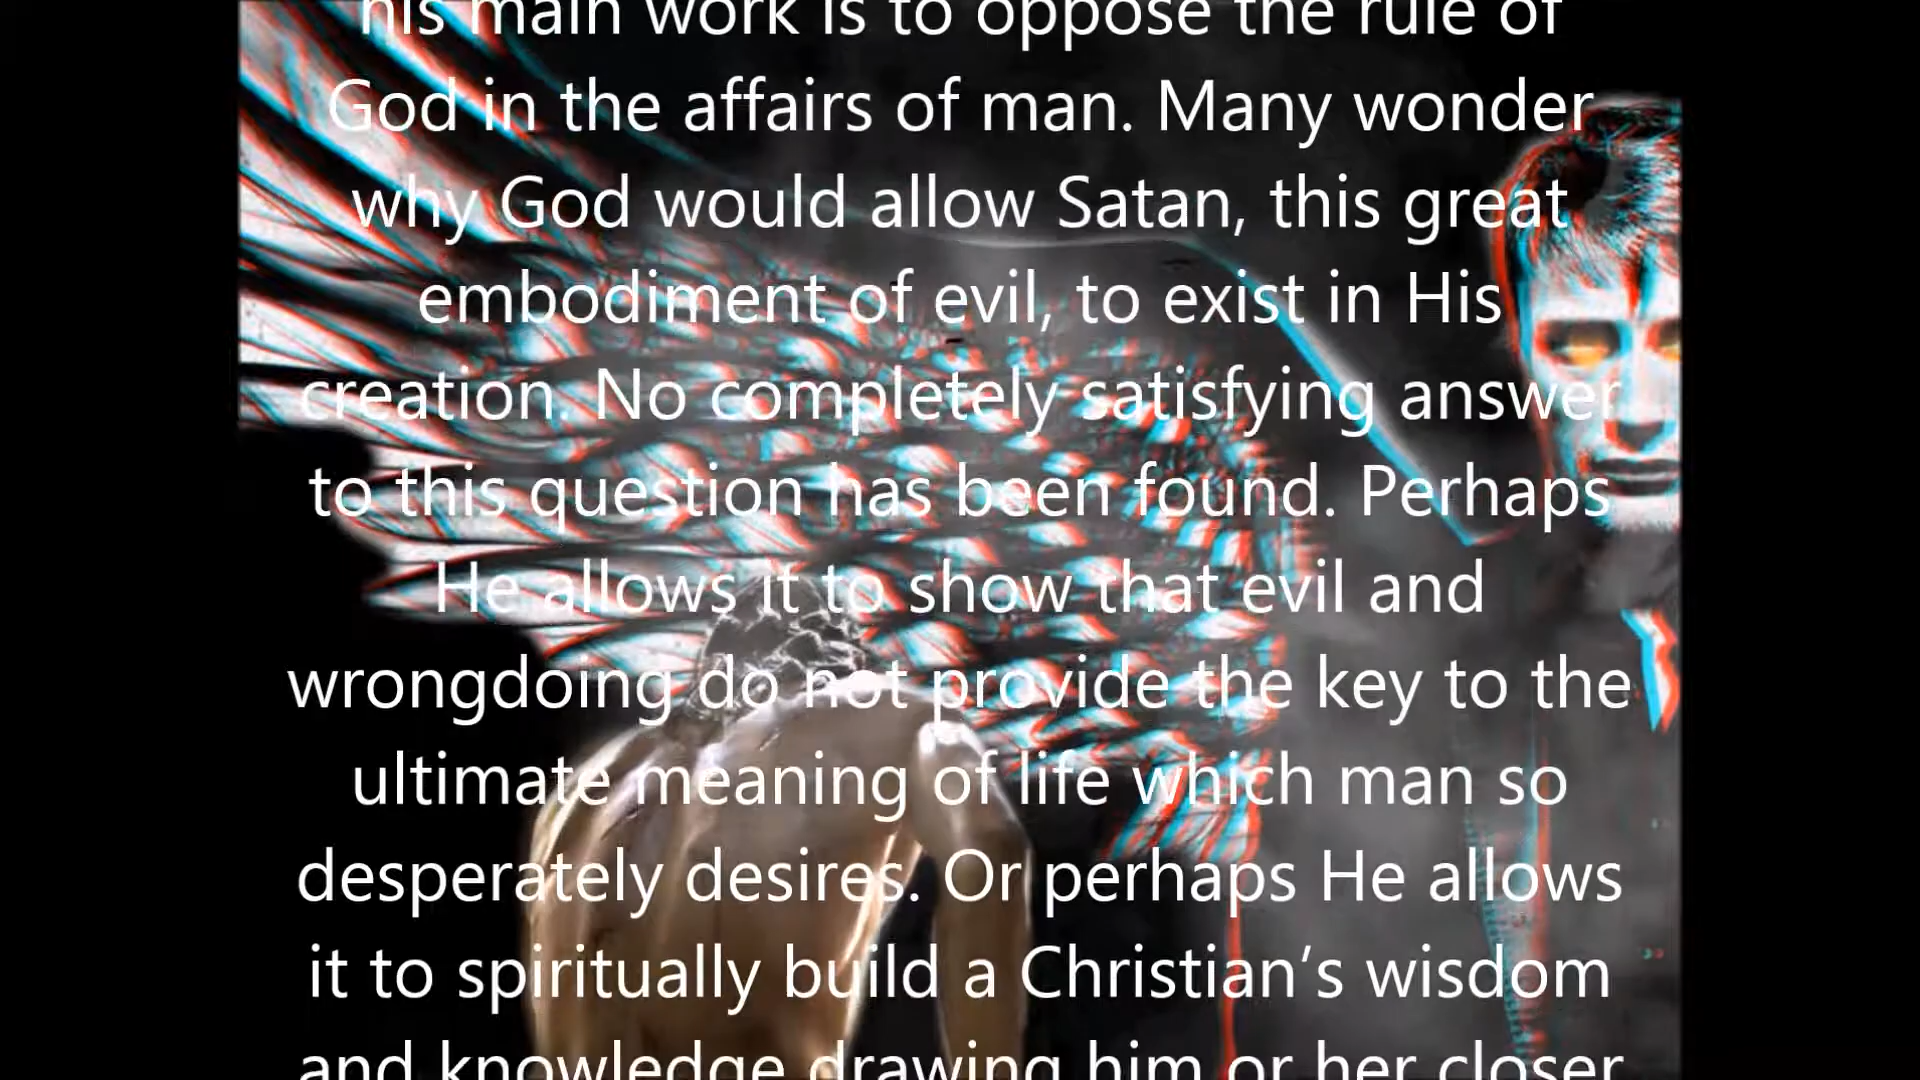 his main work is to oppose the rule of
God in the affairs of man. Many wonder
why God would allow Satan, this great
embodiment of evil, to exist in His
creation. No completely satisfying answer
to this question has been found. Perhaps
He allows it to show that evil and
wrongdoing do not provide the key to the
ultimate meaning of life which man so
desperately desires. Or perhaps He allows
it to spiritually build a Christian’s wisdom
and knowledge drawing him or her closer